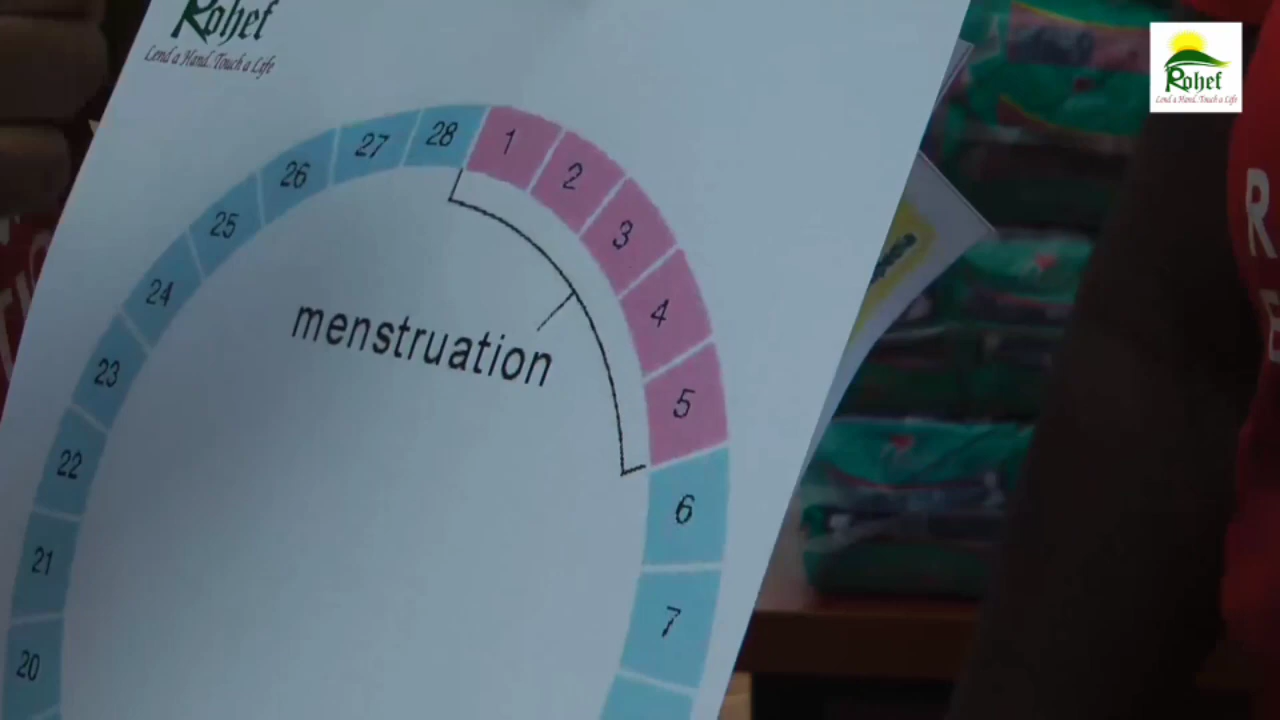 Rohef
Lend a Hand. Touch a Life
Rohef
Lend a Hand. Touch a Life
28
1
2
3
4
5
6
7
27
26
25
24
23
22
21
20
menstruation
R